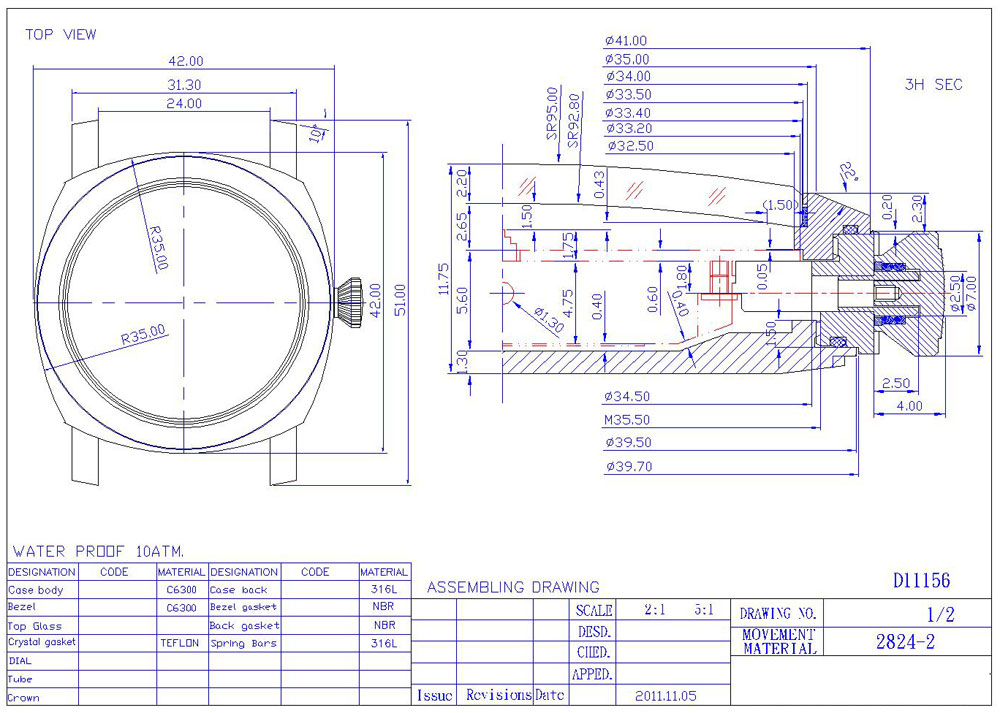 TOP VIEW
42.00
31.30
24.00
10°
R35.00
R35.00
42.00
51.00
3H SEC
ø41.00
ø35.00
ø34.00
ø33.50
ø33.40
ø33.20
ø32.50
SR95.00
SR92.80
0.43
22°
2.20
1.50
(1.50)
0.20
2.30
2.65
1.75
11.75
5.60
4.75
0.40
0.60
1.80
0.40
0.05
ø1.30
1.50
ø2.50
ø7.00
1.30
2.50
4.00
ø34.50
M35.50
ø39.50
ø39.70
WATER PROOF 10ATM.
DESIGNATION CODE MATERIAL DESIGNATION CODE MATERIAL
Case body C6300 Case back 316L
Bezel C6300 Bezel gasket NBR
Top Glass Back gasket NBR
Crystal gasket TEFLON Spring Bars 316L
DIAL
Tube
Crown
ASSEMBLING DRAWING
D11156
SCALE 2:1 5:1 DRAWING NO. 1/2
DESD. MOVEMENT 2824-2
CHED. MATERIAL
APPED.
Issue Revisions Date 2011.11.05